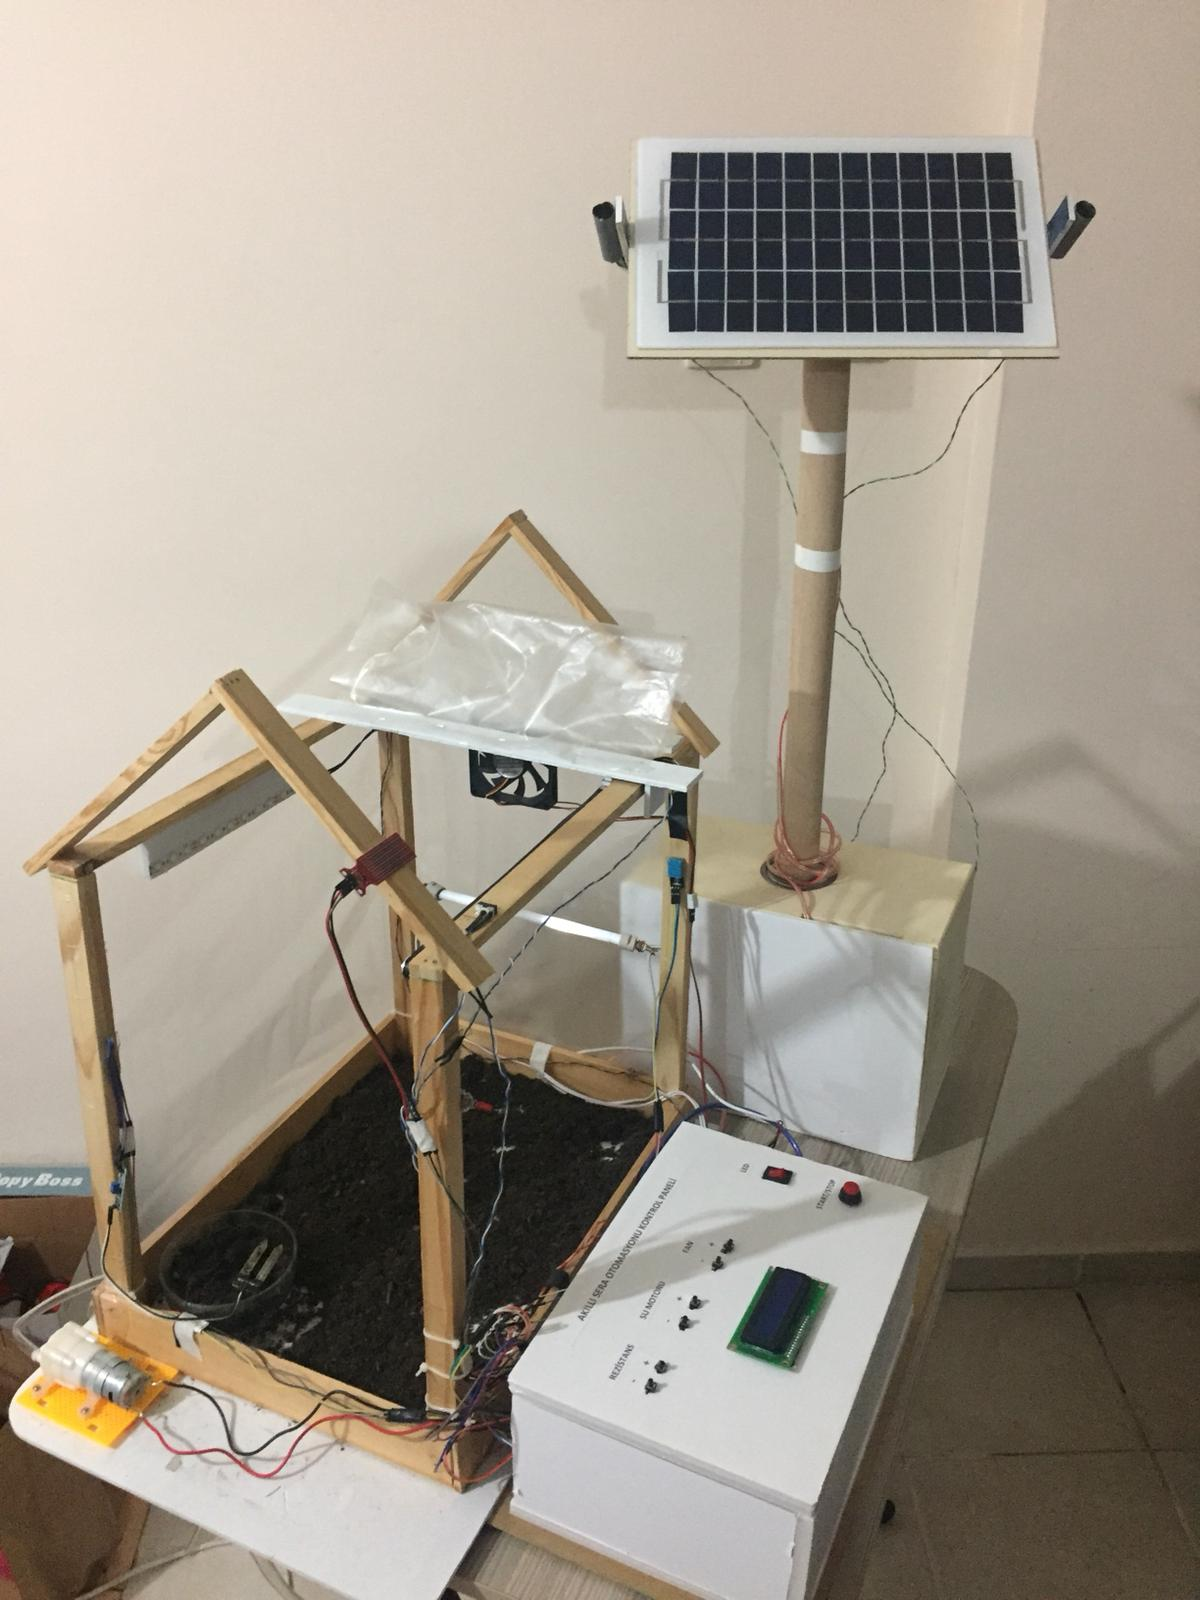 opy Boss
AKILLI SERA OTOMASYONU KONTROL PANELİ
LED
START/STOP
FAN
+
-
SU MOTORU
+
-
REZİSTANS
+
-